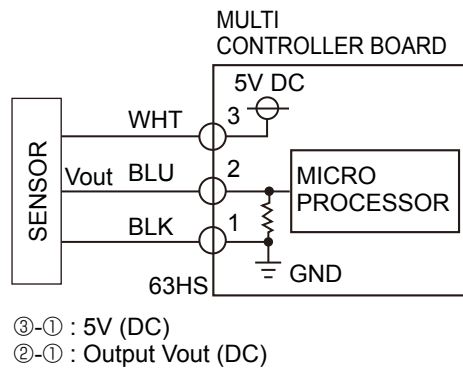 MULTI
CONTROLLER BOARD
5V DC
SENSOR
WHT
3
Vout BLU
2
MICRO
PROCESSOR
BLK
1
GND
63HS
③-① : 5V (DC)
②-① : Output Vout (DC)